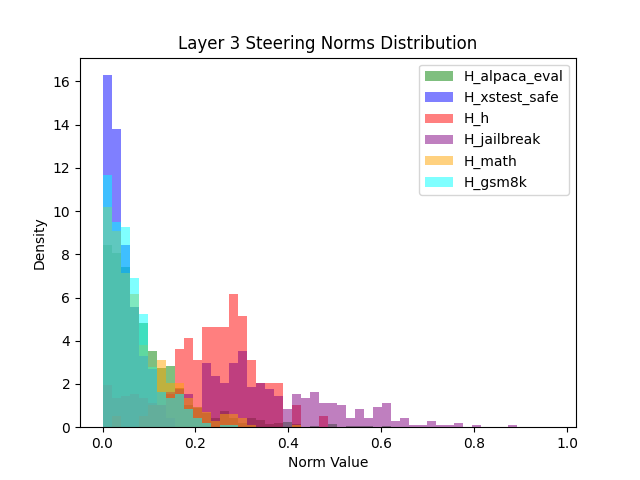 Layer 3 Steering Norms Distribution
H_alpaca_eval
H_xstest_safe
H_h
H_jailbreak
H_math
H_gsm8k
16
14
12
10
8
6
4
2
0
Density
0.0 0.2 0.4 0.6 0.8 1.0
Norm Value